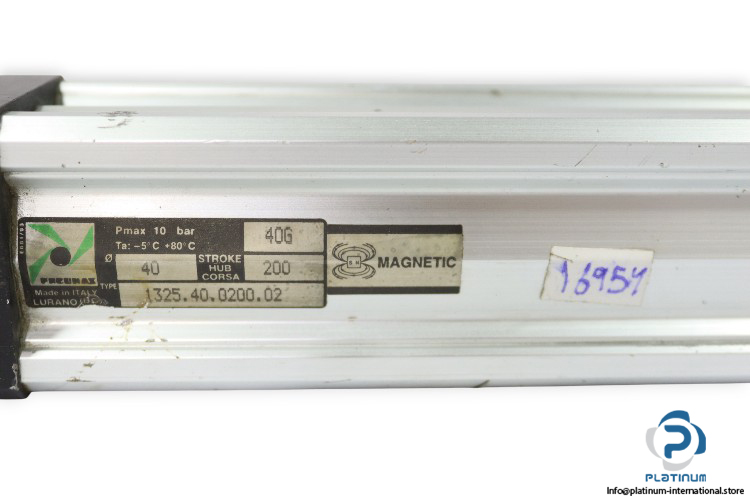 Pmax 10 bar
Ta: -5°C +80°C
40G
PNEUMAX
Ø
40
STROKE
HUB
CORSA
200
MAGNETIC
Made in ITALY
LURANO
TYPE
1325.40.0200.02
S N
16954
PLATINUM
Info@platinum-international.store